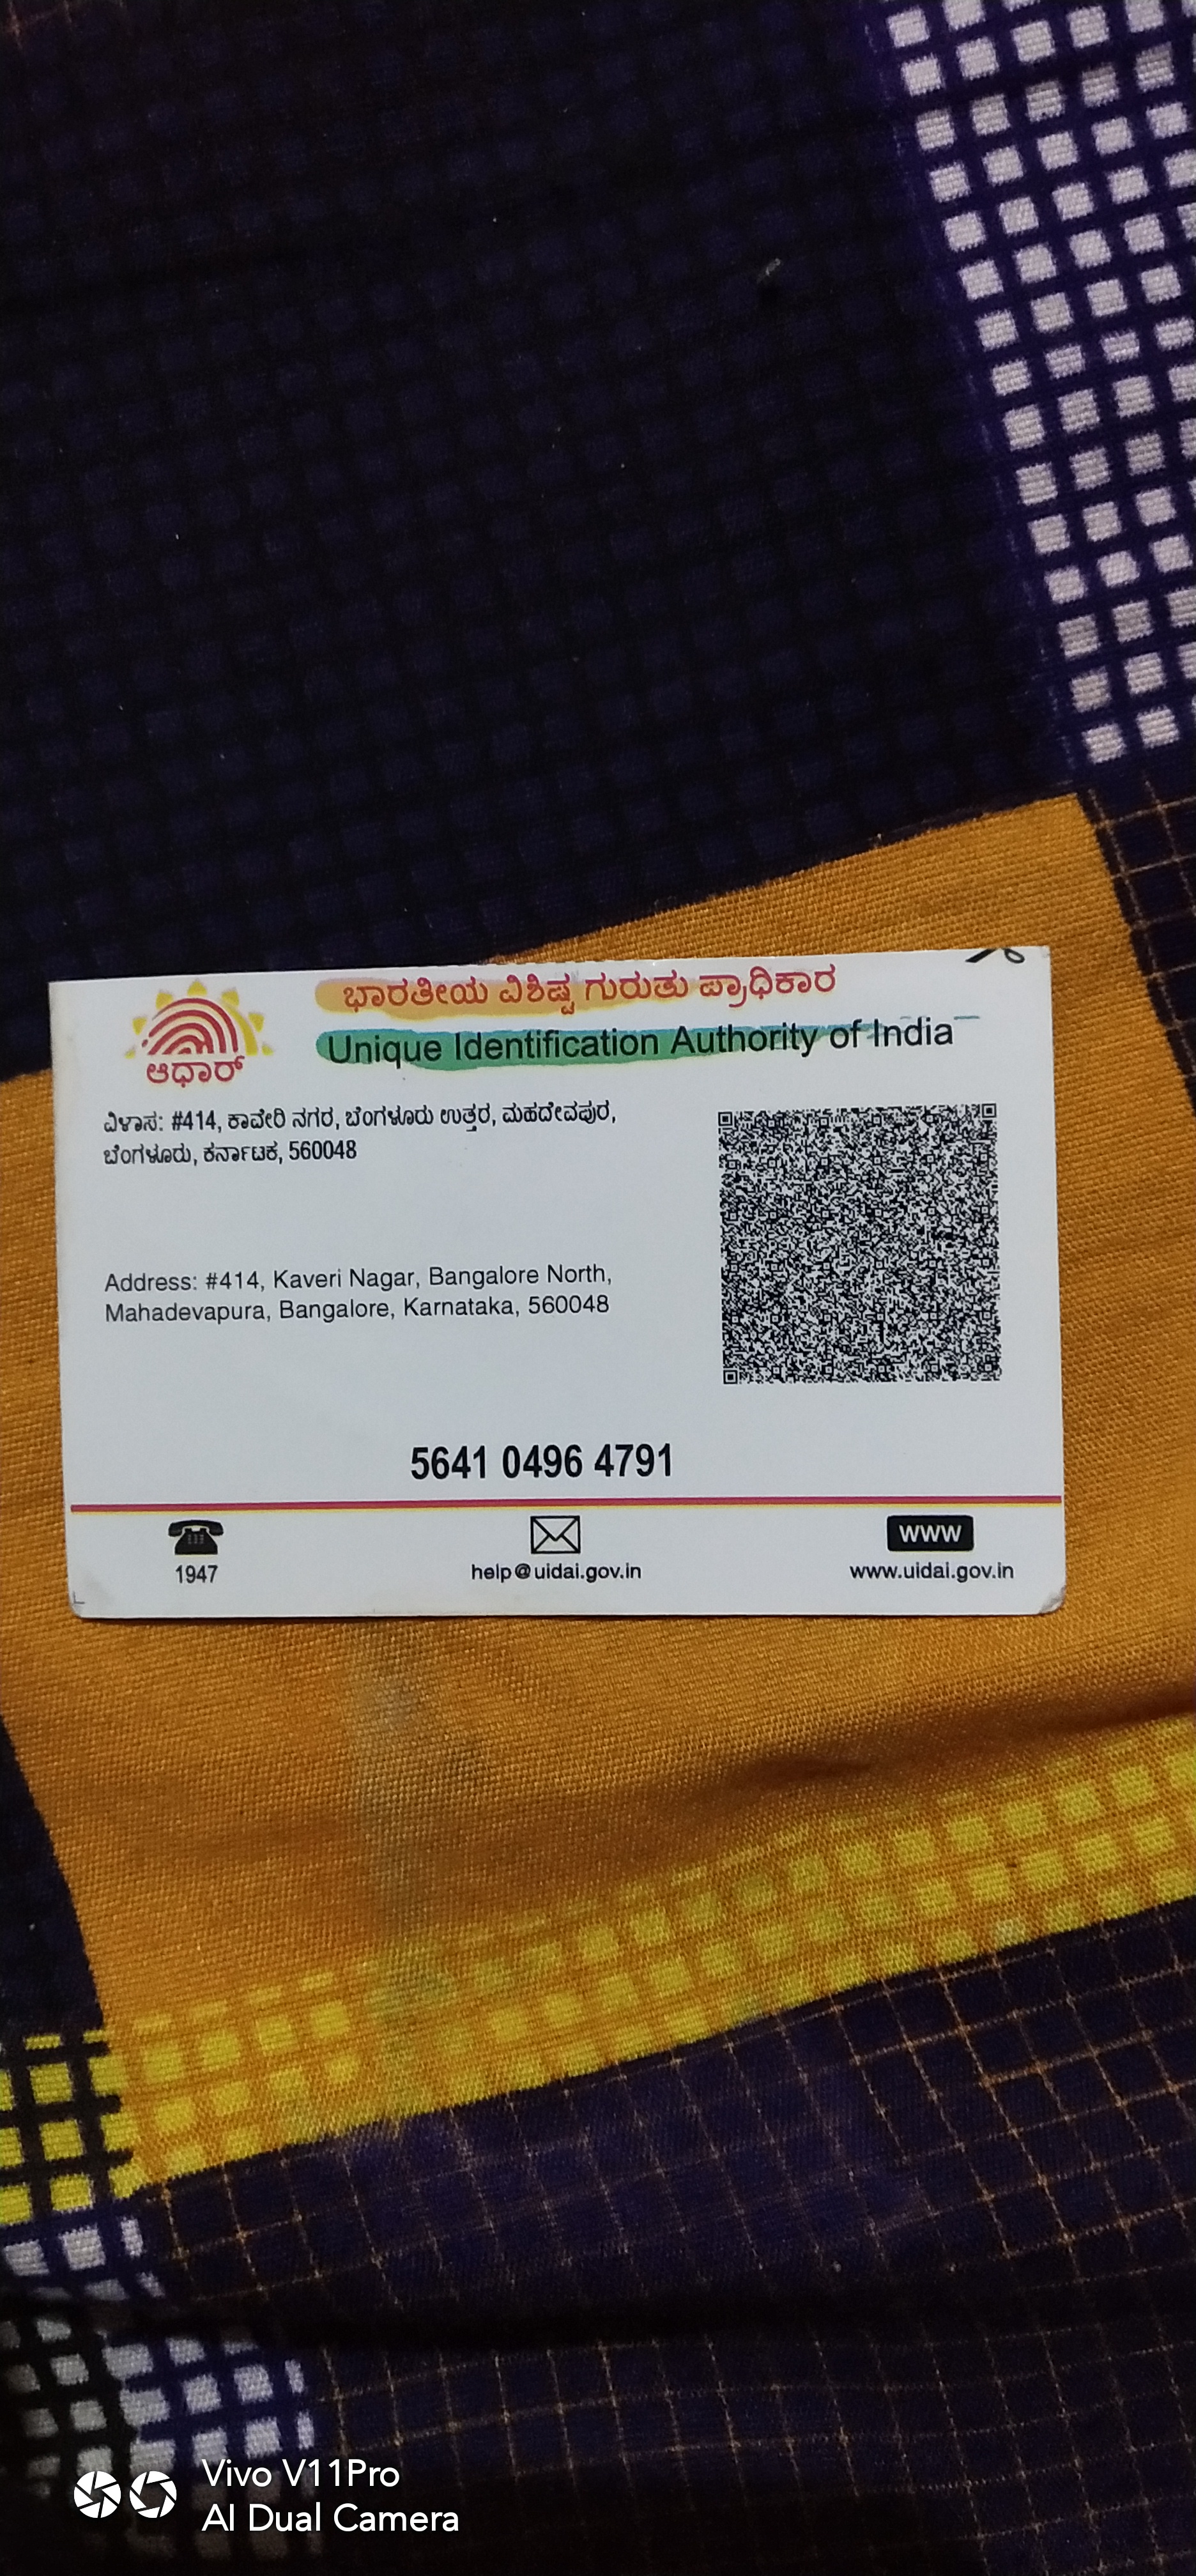 ಭಾರತೀಯ ವಿಶಿಷ್ಟ ಗುರುತು ಪ್ರಾಧಿಕಾರ
Unique Identification Authority of India
ಆಧಾರ್
ವಿಳಾಸ: #414, ಕಾವೇರಿ ನಗರ, ಬೆಂಗಳೂರು ಉತ್ತರ, ಮಹದೇವಪುರ,
ಬೆಂಗಳೂರು, ಕರ್ನಾಟಕ, 560048
Address: #414, Kaveri Nagar, Bangalore North,
Mahadevapura, Bangalore, Karnataka, 560048
5641 0496 4791
WWW
1947
help@uidai.gov.in
www.uidai.gov.in
Vivo V11Pro
AI Dual Camera